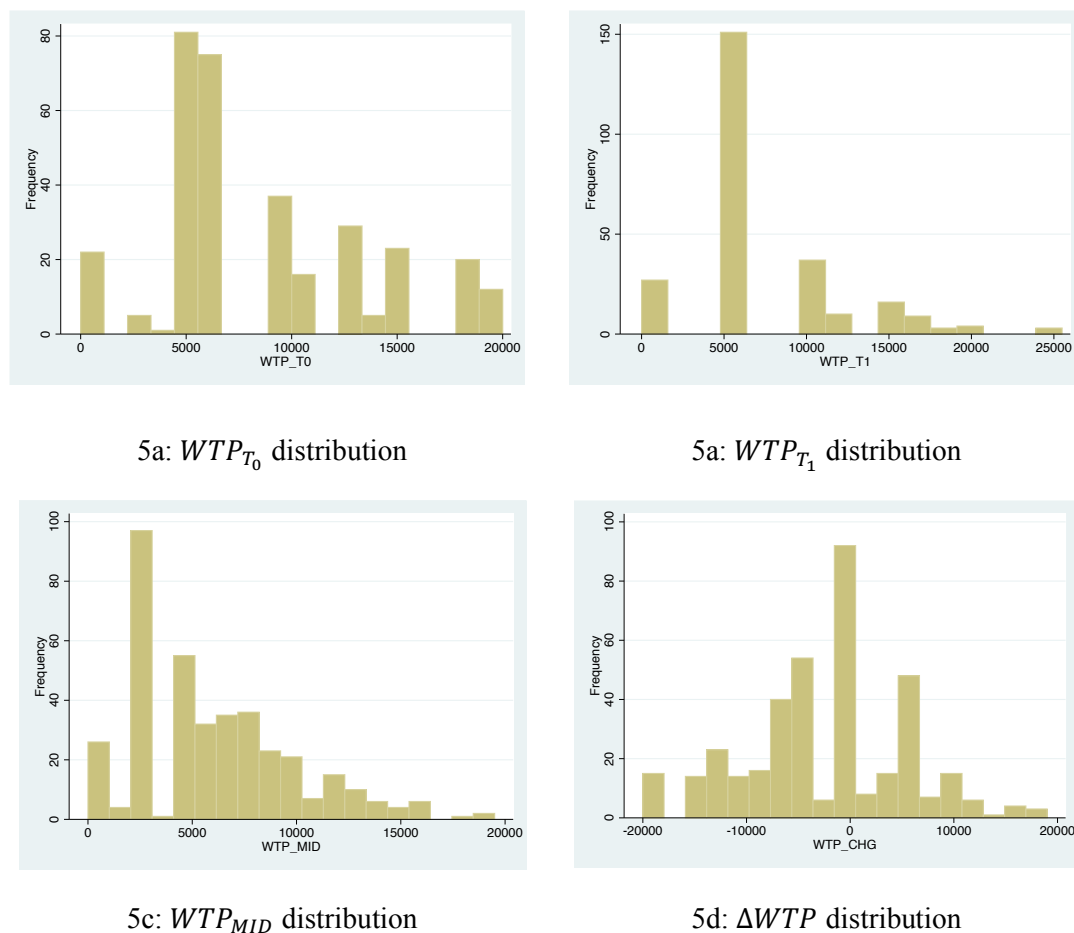 80
60
40
20
0
Frequency
0 5000 10000 15000 20000
WTP_T0
150
100
50
0
Frequency
0 5000 10000 15000 20000 25000
WTP_T1
5a: WTP_{T_0} distribution
5a: WTP_{T_1} distribution
100
80
60
40
20
0
Frequency
0 5000 10000 15000 20000
WTP_MID
100
80
60
40
20
0
Frequency
-20000 -10000 0 10000 20000
WTP_CHG
5c: WTP_{MID} distribution
5d: ΔWTP distribution